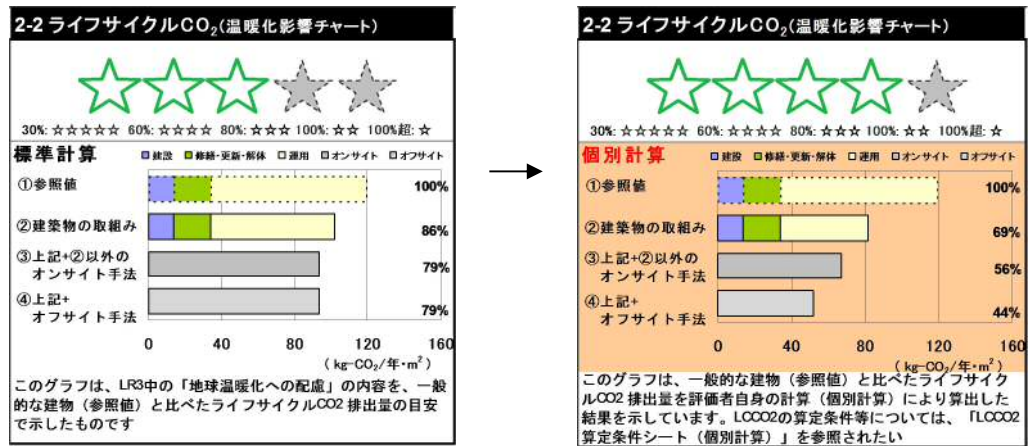 2-2 ライフサイクルCO₂(温暖化影響チャート)
30%: ☆☆☆☆☆ 60%: ☆☆☆☆ 80%: ☆☆☆ 100%: ☆☆ 100%超: ☆
標準計算
建設 修繕・更新・解体 運用 オンサイト オフサイト
①参照値 100%
②建築物の取組み 86%
③上記+②以外の
オンサイト手法 79%
④上記+
オフサイト手法 79%
0 40 80 120 160
(kg-CO₂/年・m²)
このグラフは、LR3中の「地球温暖化への配慮」の内容を、一般
的な建物(参照値)と比べたライフサイクルCO2 排出量の目安
で示したものです
2-2 ライフサイクルCO₂(温暖化影響チャート)
30%: ☆☆☆☆☆ 60%: ☆☆☆☆ 80%: ☆☆☆ 100%: ☆☆ 100%超: ☆
個別計算
建設 修繕・更新・解体 運用 オンサイト オフサイト
①参照値 100%
②建築物の取組み 69%
③上記+②以外の
オンサイト手法 56%
④上記+
オフサイト手法 44%
0 40 80 120 160
(kg-CO₂/年・m²)
このグラフは、一般的な建物(参照値)と比べたライフサイク
ルCO2 排出量を評価者自身の計算(個別計算)により算出した
結果を示しています。LCCO2の算定条件等については、「LCCO2
算定条件シート(個別計算)」を参照されたい